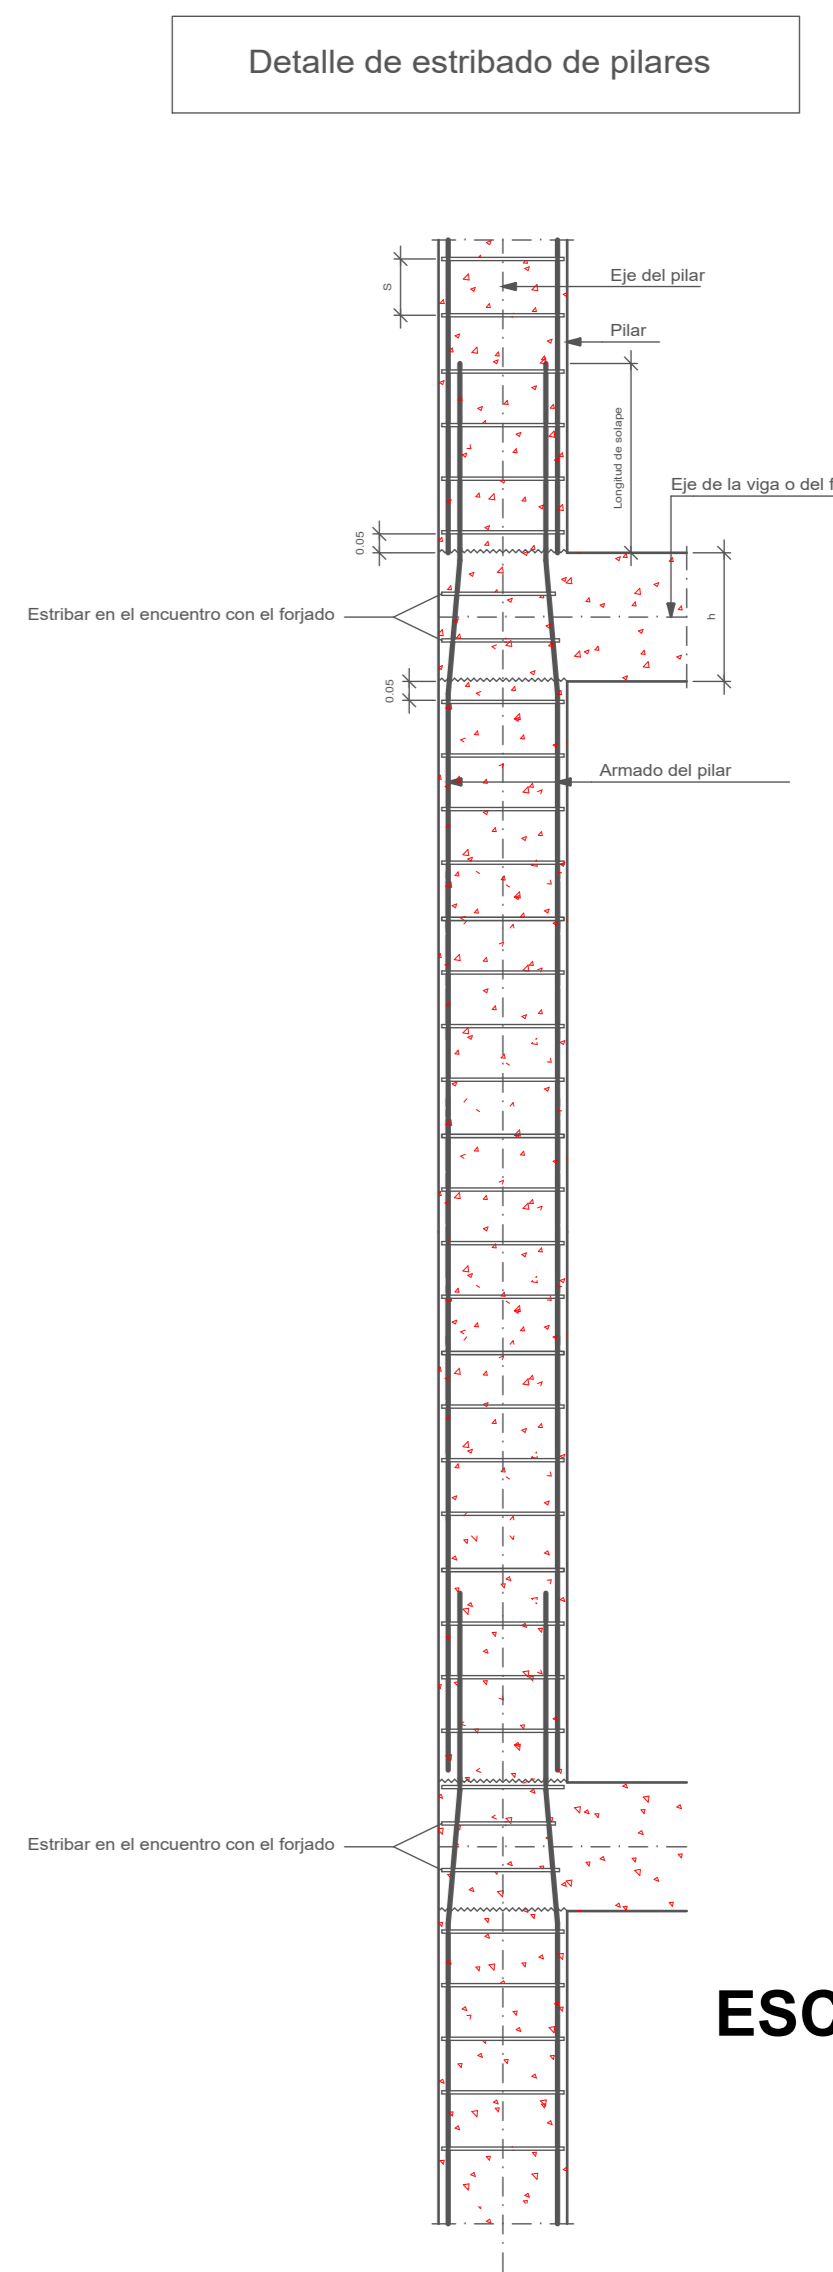 Detalle de estribado de pilares
Eje del pilar
S
Pilar
Longitud de solape
Eje de la viga o del f
0.05
Estribar en el encuentro con el forjado
h
0.05
Armado del pilar
Estribar en el encuentro con el forjado
ESC